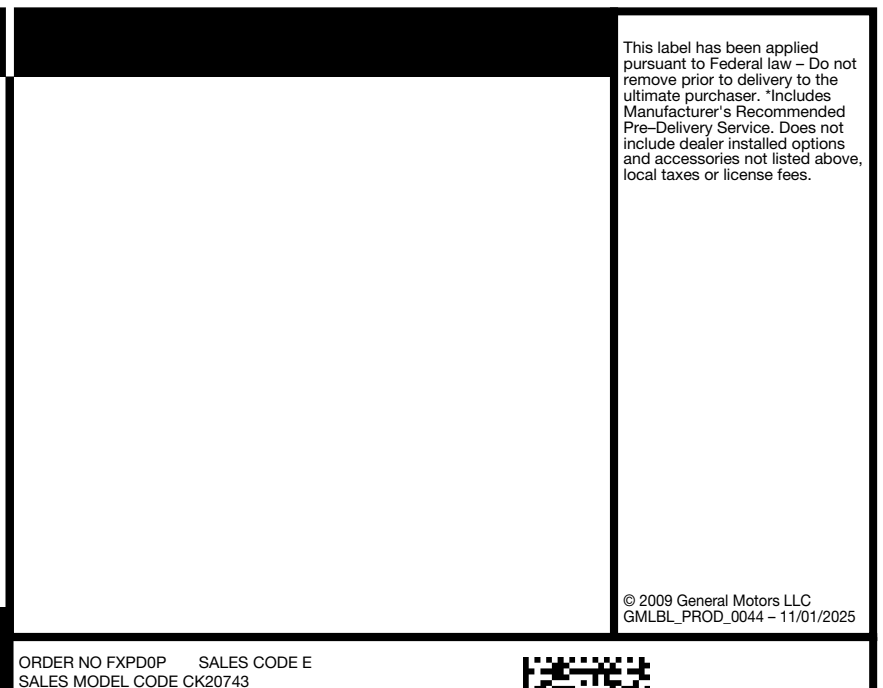 This label has been applied
pursuant to Federal law – Do not
remove prior to delivery to the
ultimate purchaser. *Includes
Manufacturer's Recommended
Pre–Delivery Service. Does not
include dealer installed options
and accessories not listed above,
local taxes or license fees.
© 2009 General Motors LLC
GMLBL_PROD_0044 – 11/01/2025
ORDER NO FXPD0P SALES CODE E
SALES MODEL CODE CK20743